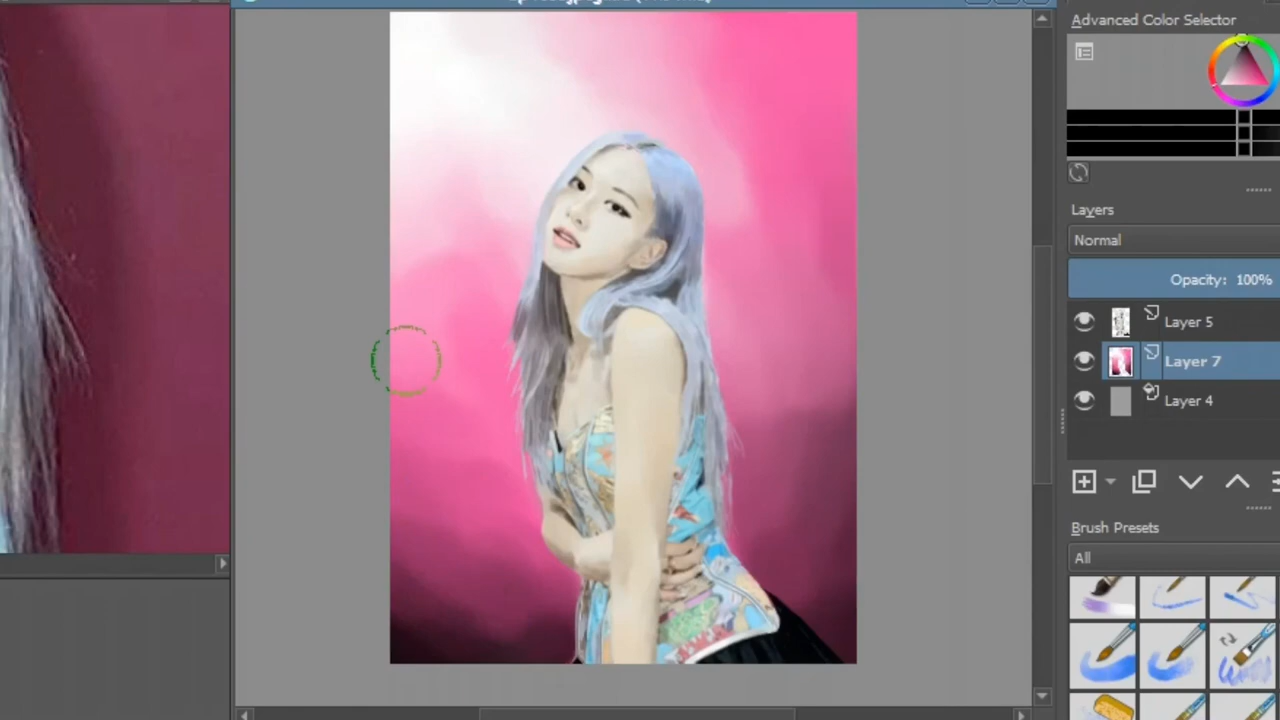 Advanced Color Selector
Layers
Normal
Opacity: 100%
Layer 5
Layer 7
Layer 4
Brush Presets
All